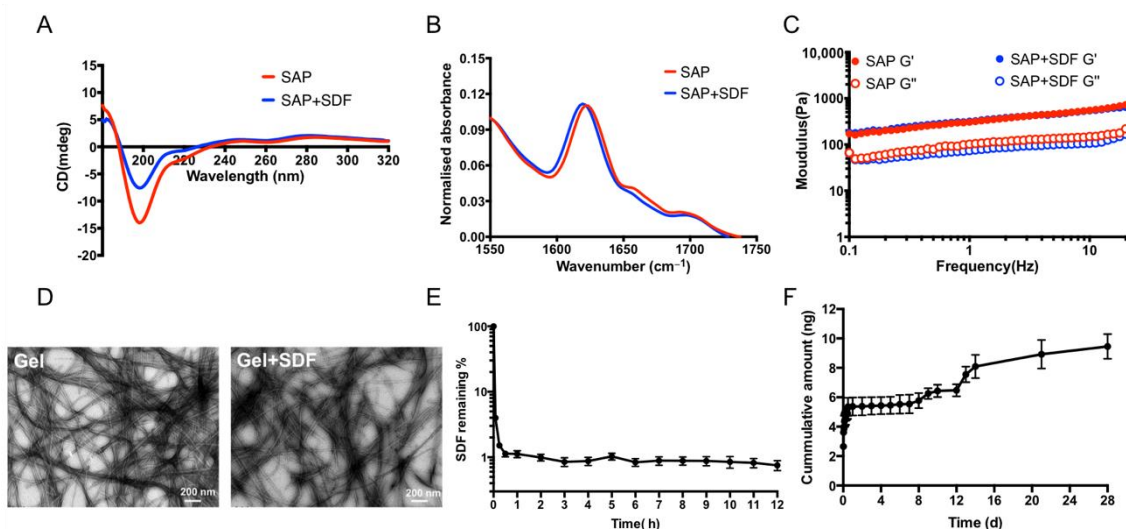 A
15
10
5
0
-5
-10
-15
-20
CD(mdeg)
SAP
SAP+SDF
200
220
240
260
280
300
320
Wavelength (nm)
B
0.15
0.12
0.09
0.06
0.03
0.00
Normalised absorbance
SAP
SAP+SDF
1550
1600
1650
1700
1750
Wavenumber (cm⁻¹)
C
10,000
1000
100
10
1
Moudulus(Pa)
SAP G'
SAP G"
SAP+SDF G'
SAP+SDF G"
0.1
1
10
Frequency(Hz)
D
Gel
200 nm
Gel+SDF
200 nm
E
100
10
1
SDF remaining %
0 1 2 3 4 5 6 7 8 9 10 11 12
Time( h)
F
10
8
6
4
2
0
Cummulative amount (ng)
0 4 8 12 16 20 24 28
Time (d)